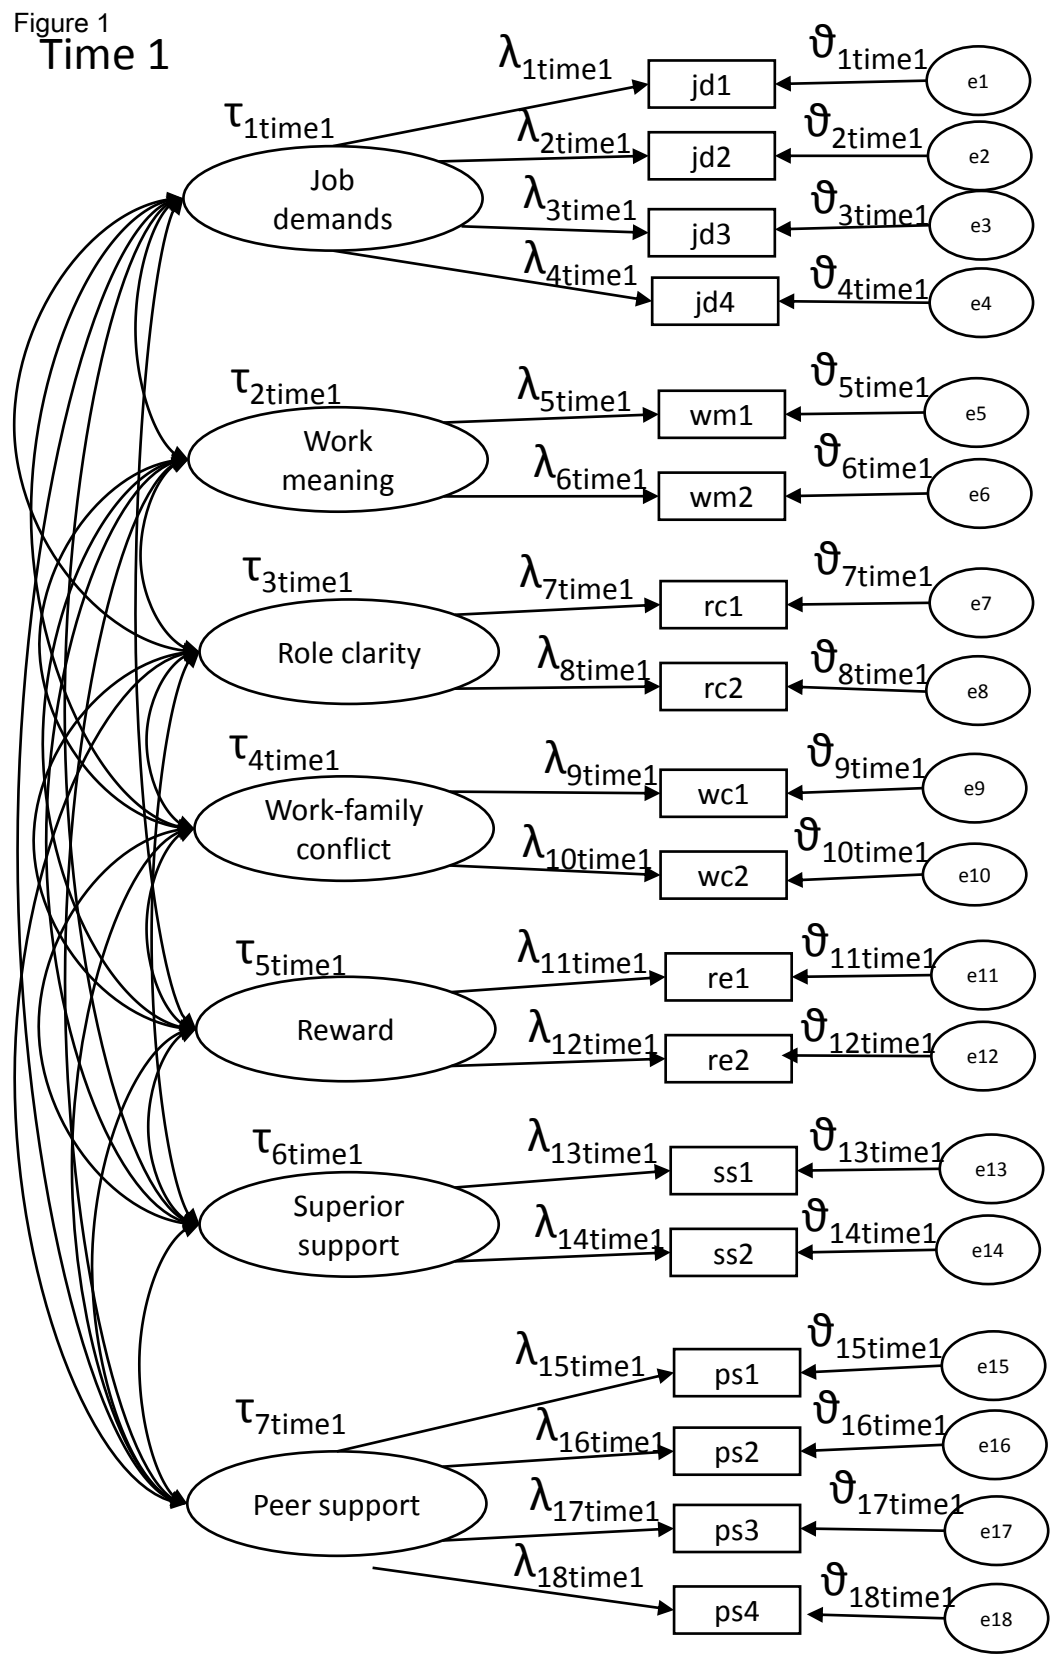 Figure 1
Time 1
λ1time1
ϑ1time1
jd1
e1
τ1time1
λ2time1
ϑ2time1
jd2
e2
Job
demands
λ3time1
ϑ3time1
jd3
e3
λ4time1
ϑ4time1
jd4
e4
τ2time1
λ5time1
ϑ5time1
wm1
e5
Work
meaning
λ6time1
ϑ6time1
wm2
e6
τ3time1
λ7time1
ϑ7time1
rc1
e7
Role clarity
λ8time1
ϑ8time1
rc2
e8
τ4time1
λ9time1
ϑ9time1
wc1
e9
Work-family
conflict
λ10time1
ϑ10time1
wc2
e10
τ5time1
λ11time1
ϑ11time1
re1
e11
Reward
λ12time1
ϑ12time1
re2
e12
τ6time1
λ13time1
ϑ13time1
ss1
e13
Superior
support
λ14time1
ϑ14time1
ss2
e14
λ15time1
ϑ15time1
ps1
e15
τ7time1
λ16time1
ϑ16time1
ps2
e16
Peer support
λ17time1
ϑ17time1
ps3
e17
λ18time1
ϑ18time1
ps4
e18